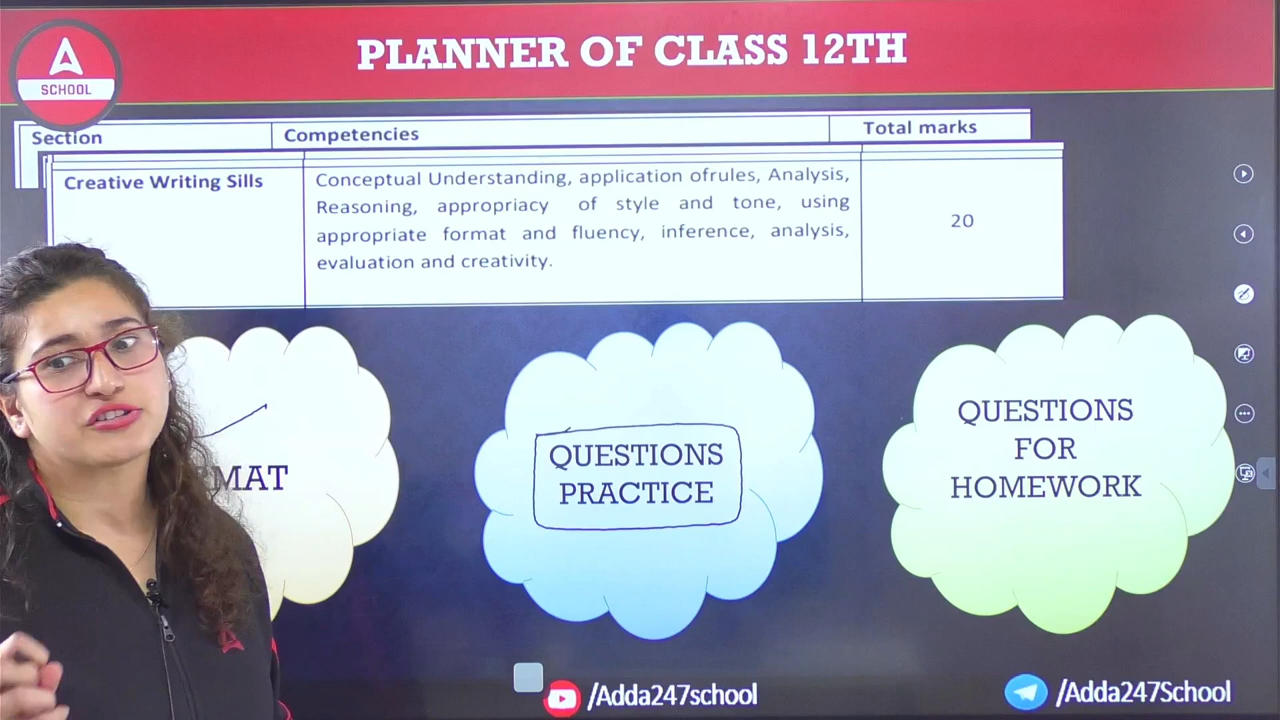 SCHOOL
PLANNER OF CLASS 12TH
Section
Competencies
Total marks
Creative Writing Sills
Conceptual Understanding, application ofrules, Analysis,
Reasoning, appropriacy of style and tone, using
appropriate format and fluency, inference, analysis,
evaluation and creativity.
20
MAT
QUESTIONS
PRACTICE
QUESTIONS
FOR
HOMEWORK
/Adda247school
/Adda247School